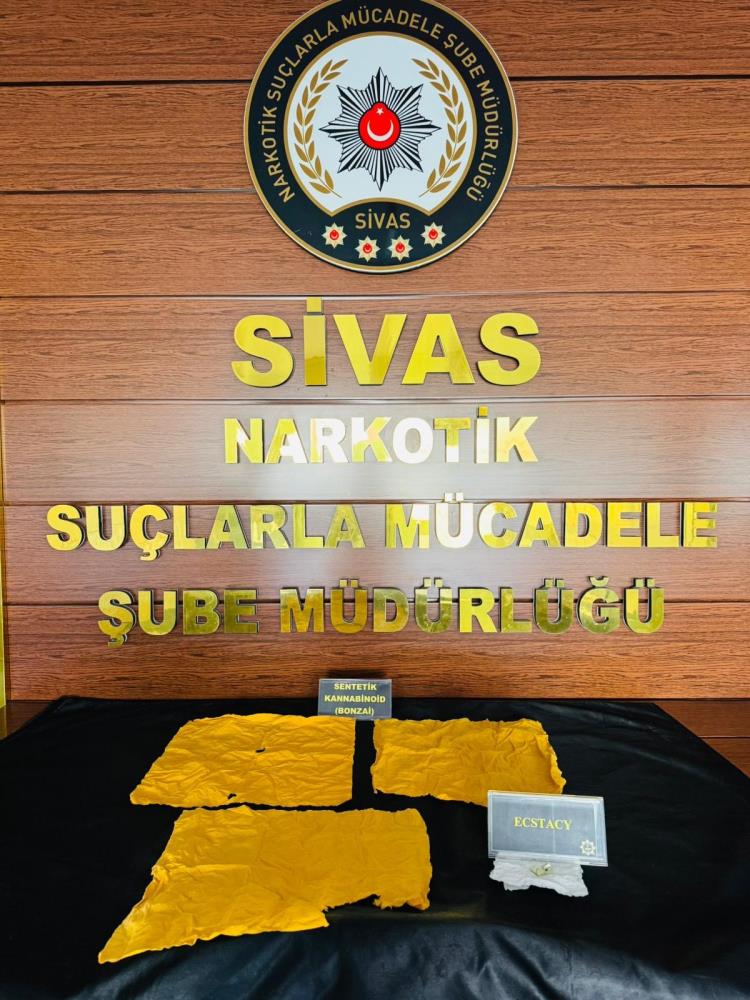 NARKOTİK SUÇLARLA MÜCADELE ŞUBE MÜDÜRLÜĞÜ
SİVAS
SİVAS
NARKOTİK
SUÇLARLA MÜCADELE
ŞUBE MÜDÜRLÜĞÜ
SENTETİK
KANNABİNOİD
(BONZAİ)
ECSTACY